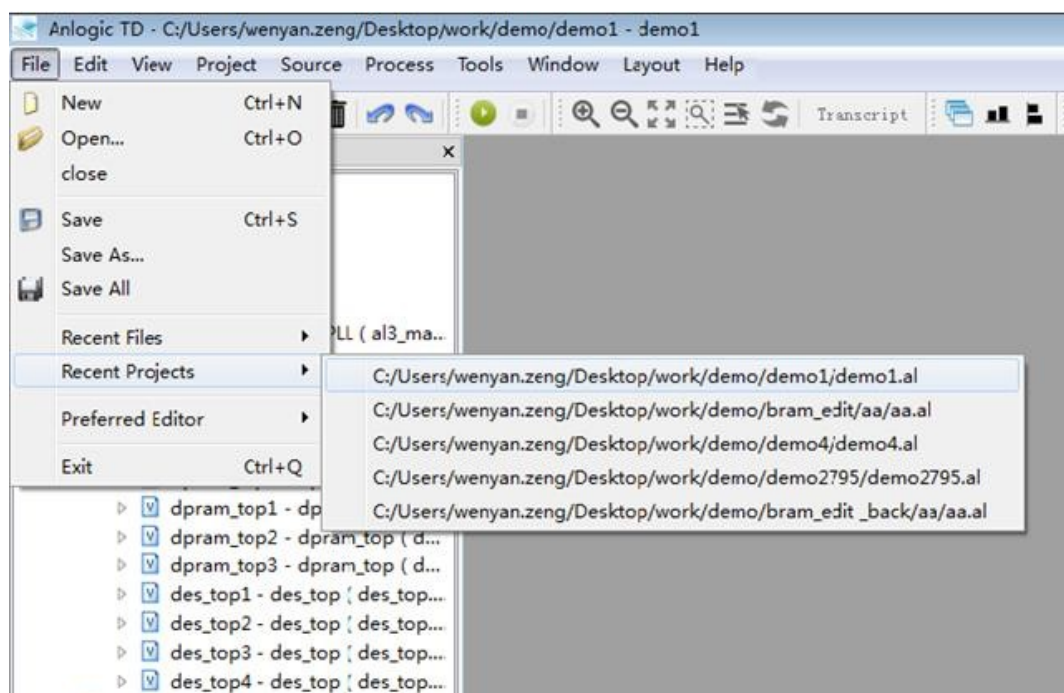 Anlogic TD - C:/Users/wenyan.zeng/Desktop/work/demo/demo1 - demo1
File Edit View Project Source Process Tools Window Layout Help
New Ctrl+N
Transcript
Open... Ctrl+O
close
Save Ctrl+S
Save As...
Save All
PLL ( al3_ma...
Recent Files
Recent Projects
C:/Users/wenyan.zeng/Desktop/work/demo/demo1/demo1.al
C:/Users/wenyan.zeng/Desktop/work/demo/bram_edit/aa/aa.al
Preferred Editor
C:/Users/wenyan.zeng/Desktop/work/demo/demo4/demo4.al
Exit Ctrl+Q
C:/Users/wenyan.zeng/Desktop/work/demo/demo2795/demo2795.al
C:/Users/wenyan.zeng/Desktop/work/demo/bram_edit _back/aa/aa.al
dpram_top1 - dp
dpram_top2 - dpram_top ( d...
dpram_top3 - dpram_top ( d...
des_top1 - des_top ( des_top....
des_top2 - des_top ( des_top....
des_top3 - des_top ( des_top....
des_top4 - des_top ( des_top....